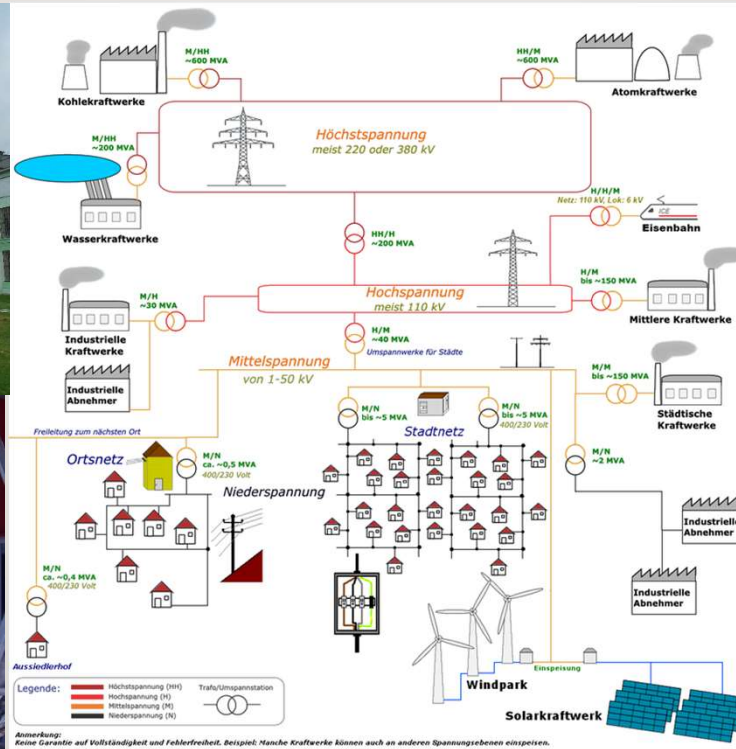 M/HH
~600 MVA
HH/M
~600 MVA
Kohlekraftwerke
Atomkraftwerke
Höchstspannung
meist 220 oder 380 kV
M/HH
~200 MVA
Wasserkraftwerke
H/H/M
Netz: 110 kV, Lok: 6 kV
ICE
Eisenbahn
HH/H
~200 MVA
Hochspannung
meist 110 kV
M/H
~30 MVA
H/M
bis ~150 MVA
Industrielle
Kraftwerke
Mittlere Kraftwerke
H/M
~40 MVA
Umspannwerke für Städte
Mittelspannung
von 1-50 kV
Industrielle
Abnehmer
M/M
bis ~150 MVA
Städtische
Kraftwerke
Freileitung zum nächsten Ort
M/N
bis ~5 MVA
M/N
bis ~5 MVA
400/230 Volt
Stadtnetz
M/N
~2 MVA
Ortsnetz
M/N
ca. ~0,5 MVA
400/230 Volt
Niederspannung
Industrielle
Abnehmer
M/N
ca. ~0,4 MVA
400/230 Volt
Industrielle
Abnehmer
Aussiedlerhof
Einspeisung
Windpark
Solarkraftwerk
Legende:
Höchstspannung (HH)
Hochspannung (H)
Mittelspannung (M)
Niederspannung (N)
Trafo/Umspannstation
Anmerkung:
Keine Garantie auf Vollständigkeit und Fehlerfreiheit. Beispiel: Manche Kraftwerke können auch an anderen Spannungsebenen einspeisen.